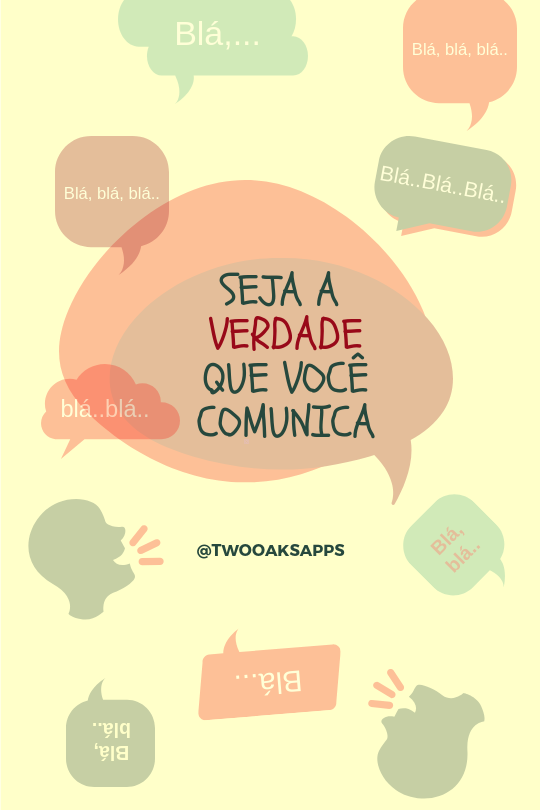 Blá,...
Blá, blá, blá..
Blá, blá, blá..
Blá..Blá..Blá..
SEJA A
VERDADE
QUE VOCÊ
COMUNICA
blá..blá..
@TWOOAKSAPPS
Blá,
blá..
Blá...
Blá,
blá..